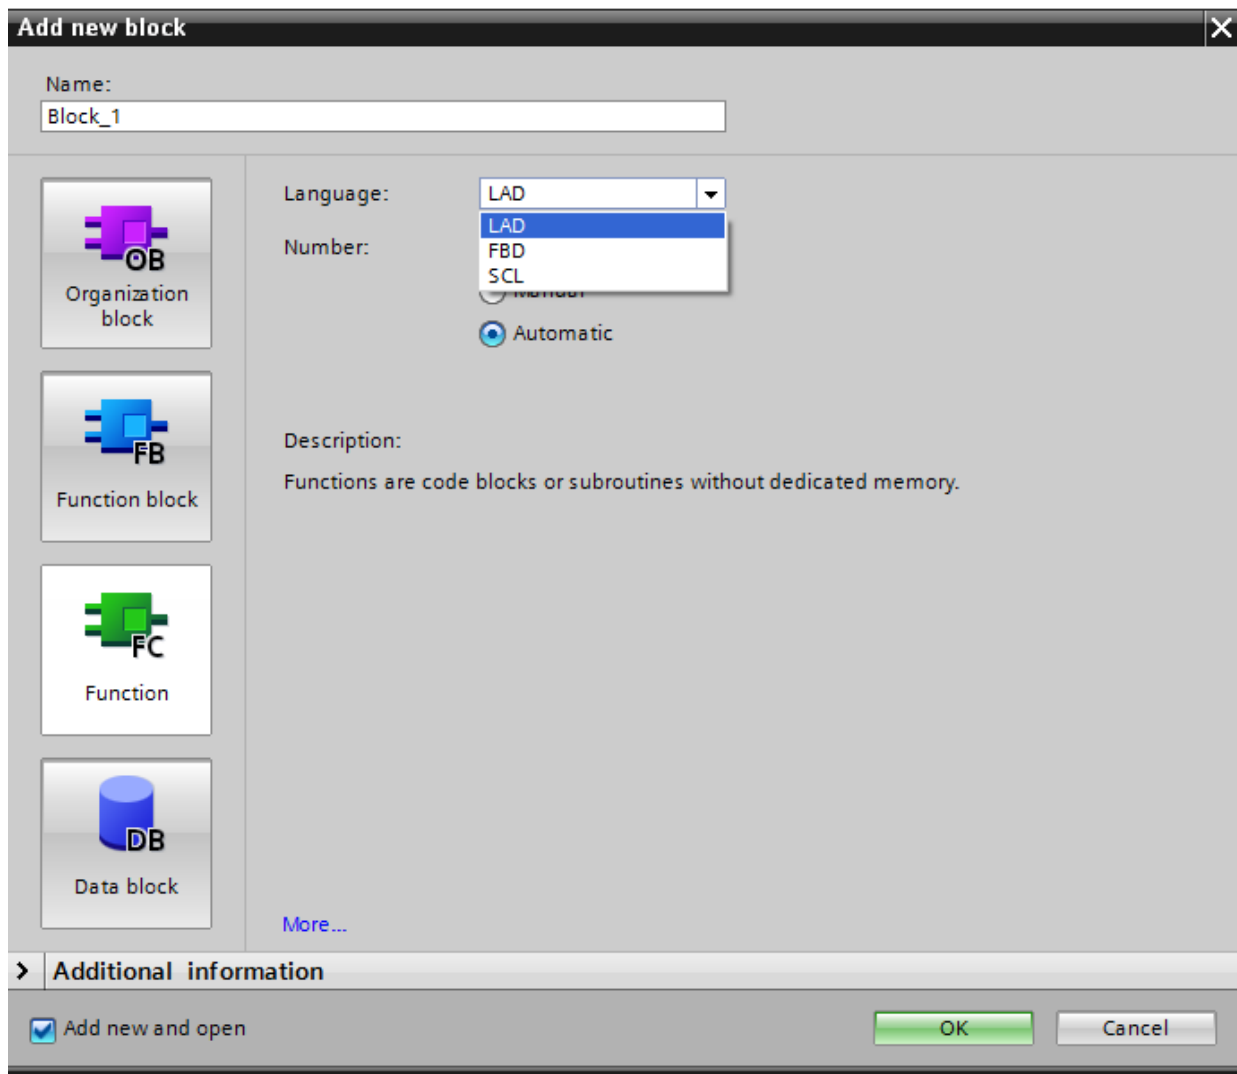 Add new block
Name:
Block_1
Language:
LAD
LAD
FBD
SCL
Number:
Manual
Automatic
OB
Organization
block
FB
Function block
FC
Function
DB
Data block
Description:
Functions are code blocks or subroutines without dedicated memory.
More...
Additional information
Add new and open
OK
Cancel